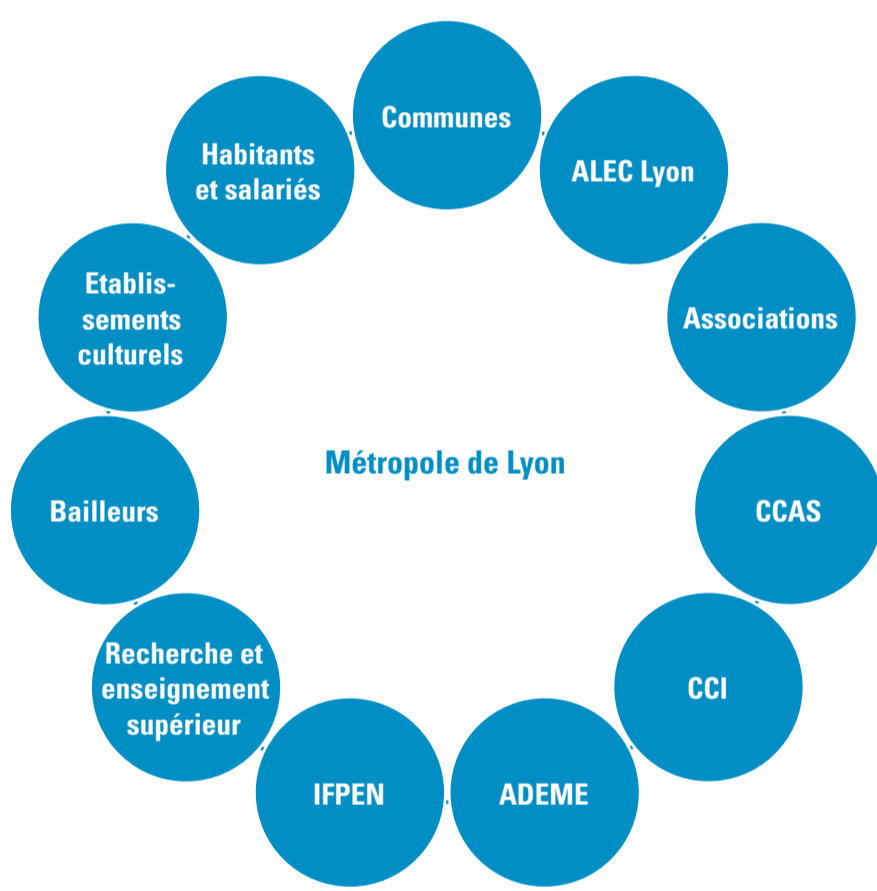 Communes
ALEC Lyon
Associations
CCAS
CCI
ADEME
IFPEN
Recherche et
enseignement
supérieur
Bailleurs
Etablis-
sements
culturels
Habitants
et salariés
Métropole de Lyon